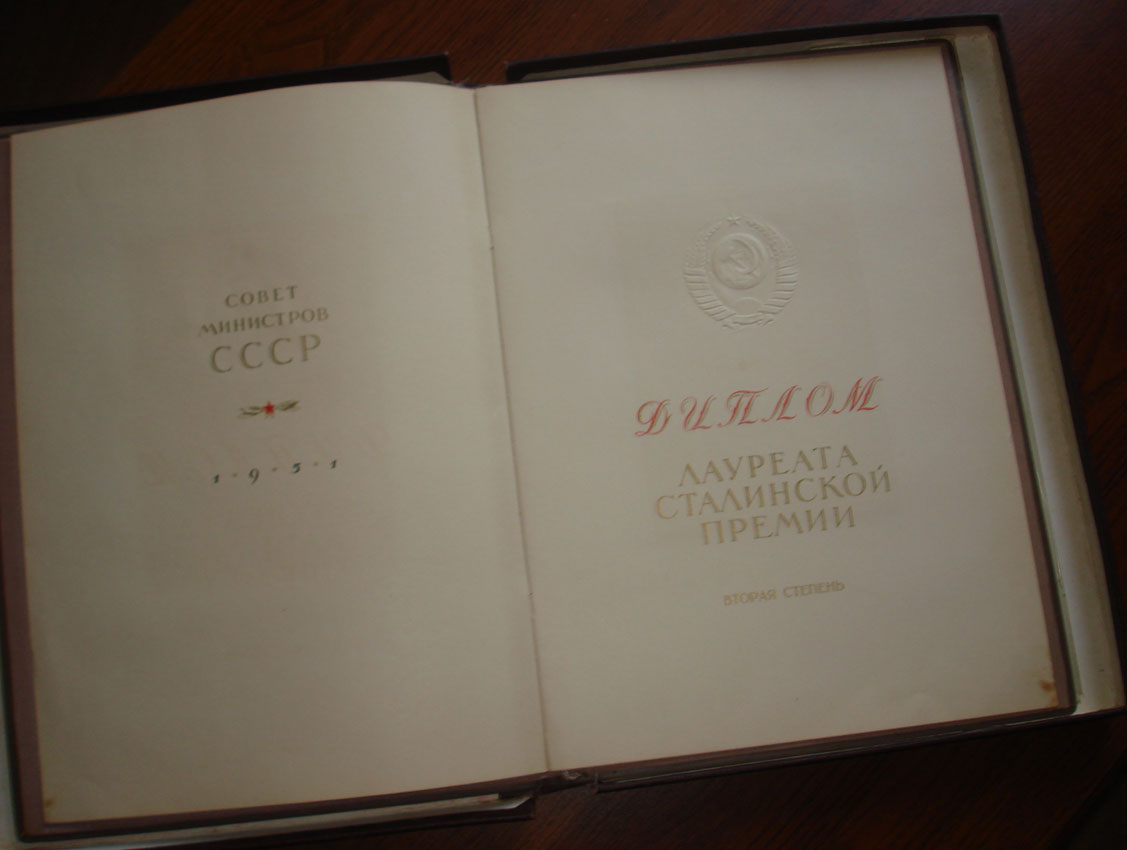 СОВЕТ
МИНИСТРОВ
СССР
1-9-5-1
ДИПЛОМ
ЛАУРЕАТА
СТАЛИНСКОЙ
ПРЕМИИ
ВТОРАЯ СТЕПЕНЬ